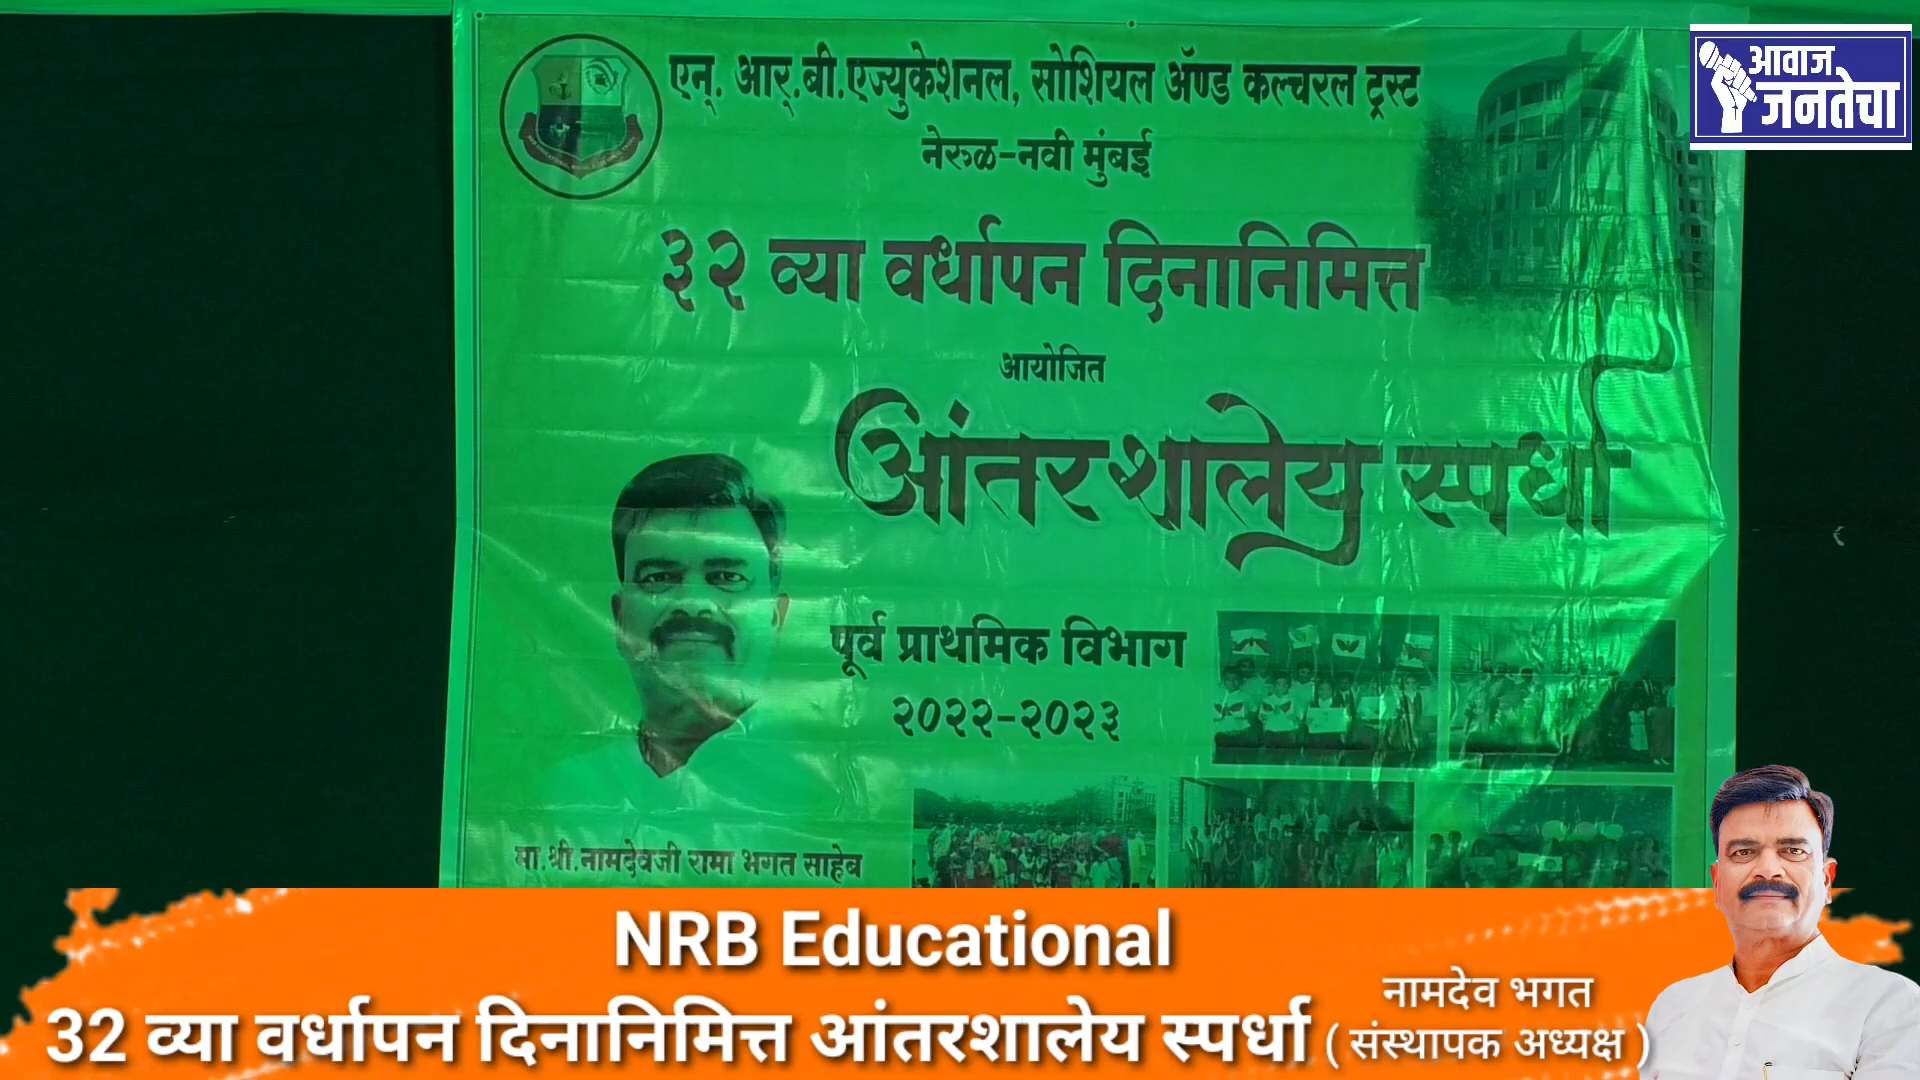 एन्. आर्.बी.एज्युकेशनल, सोशियल ॲण्ड कल्चरल ट्रस्ट
नेरुळ-नवी मुंबई
३२ व्या वर्धापन दिनानिमित्त
आयोजित
आंतरशालेय स्पर्धा
पूर्व प्राथमिक विभाग
२०२२-२०२३
मा.श्री.नामदेवजी रामा भगत साहेब
आवाज
जनतेचा
NRB Educational
32 व्या वर्धापन दिनानिमित्त आंतरशालेय स्पर्धा
नामदेव भगत
( संस्थापक अध्यक्ष )